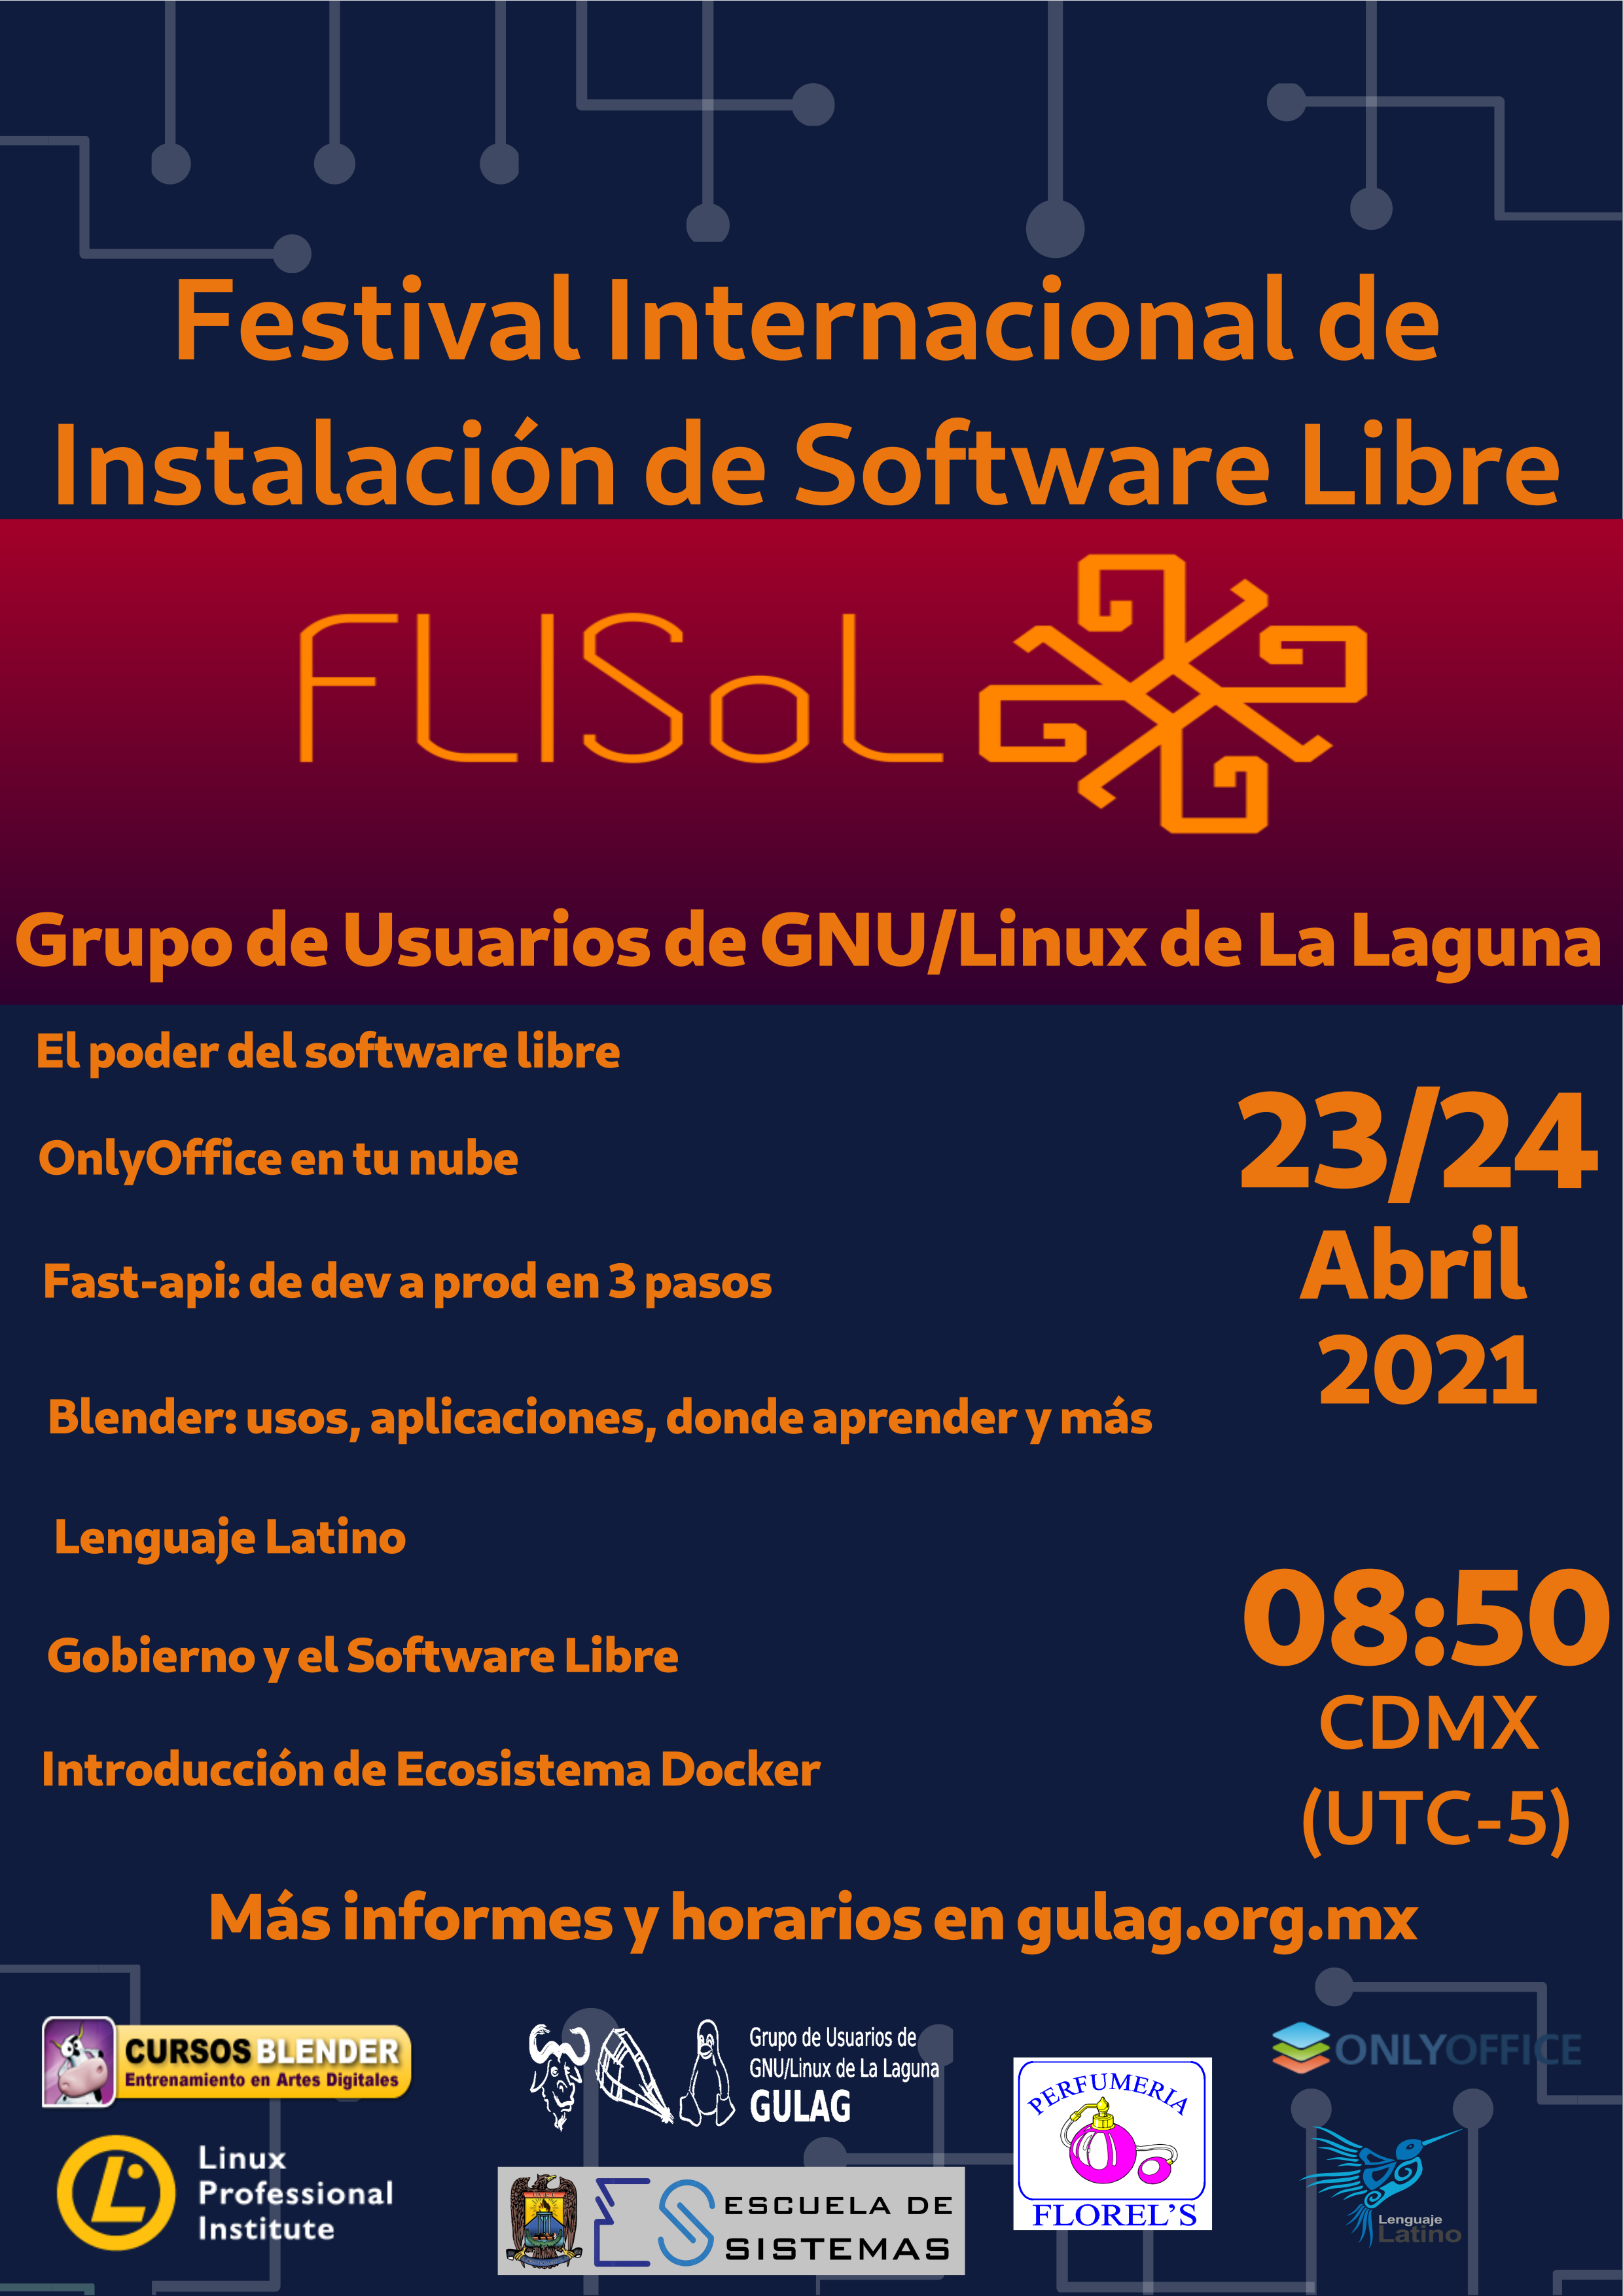 Festival Internacional de
Instalación de Software Libre
FLISoL
Grupo de Usuarios de GNU/Linux de La Laguna
El poder del software libre
OnlyOffice en tu nube
Fast-api: de dev a prod en 3 pasos
Blender: usos, aplicaciones, donde aprender y más
Lenguaje Latino
Gobierno y el Software Libre
Introducción de Ecosistema Docker
23/24
Abril
2021
08:50
CDMX
(UTC-5)
Más informes y horarios en gulag.org.mx
CURSOS BLENDER
Entrenamiento en Artes Digitales
Linux
Professional
Institute
Grupo de Usuarios de
GNU/Linux de La Laguna
GULAG
ESCUELA DE
SISTEMAS
PERFUMERIA
FLOREL'S
ONLYOFFICE
Lenguaje
Latino